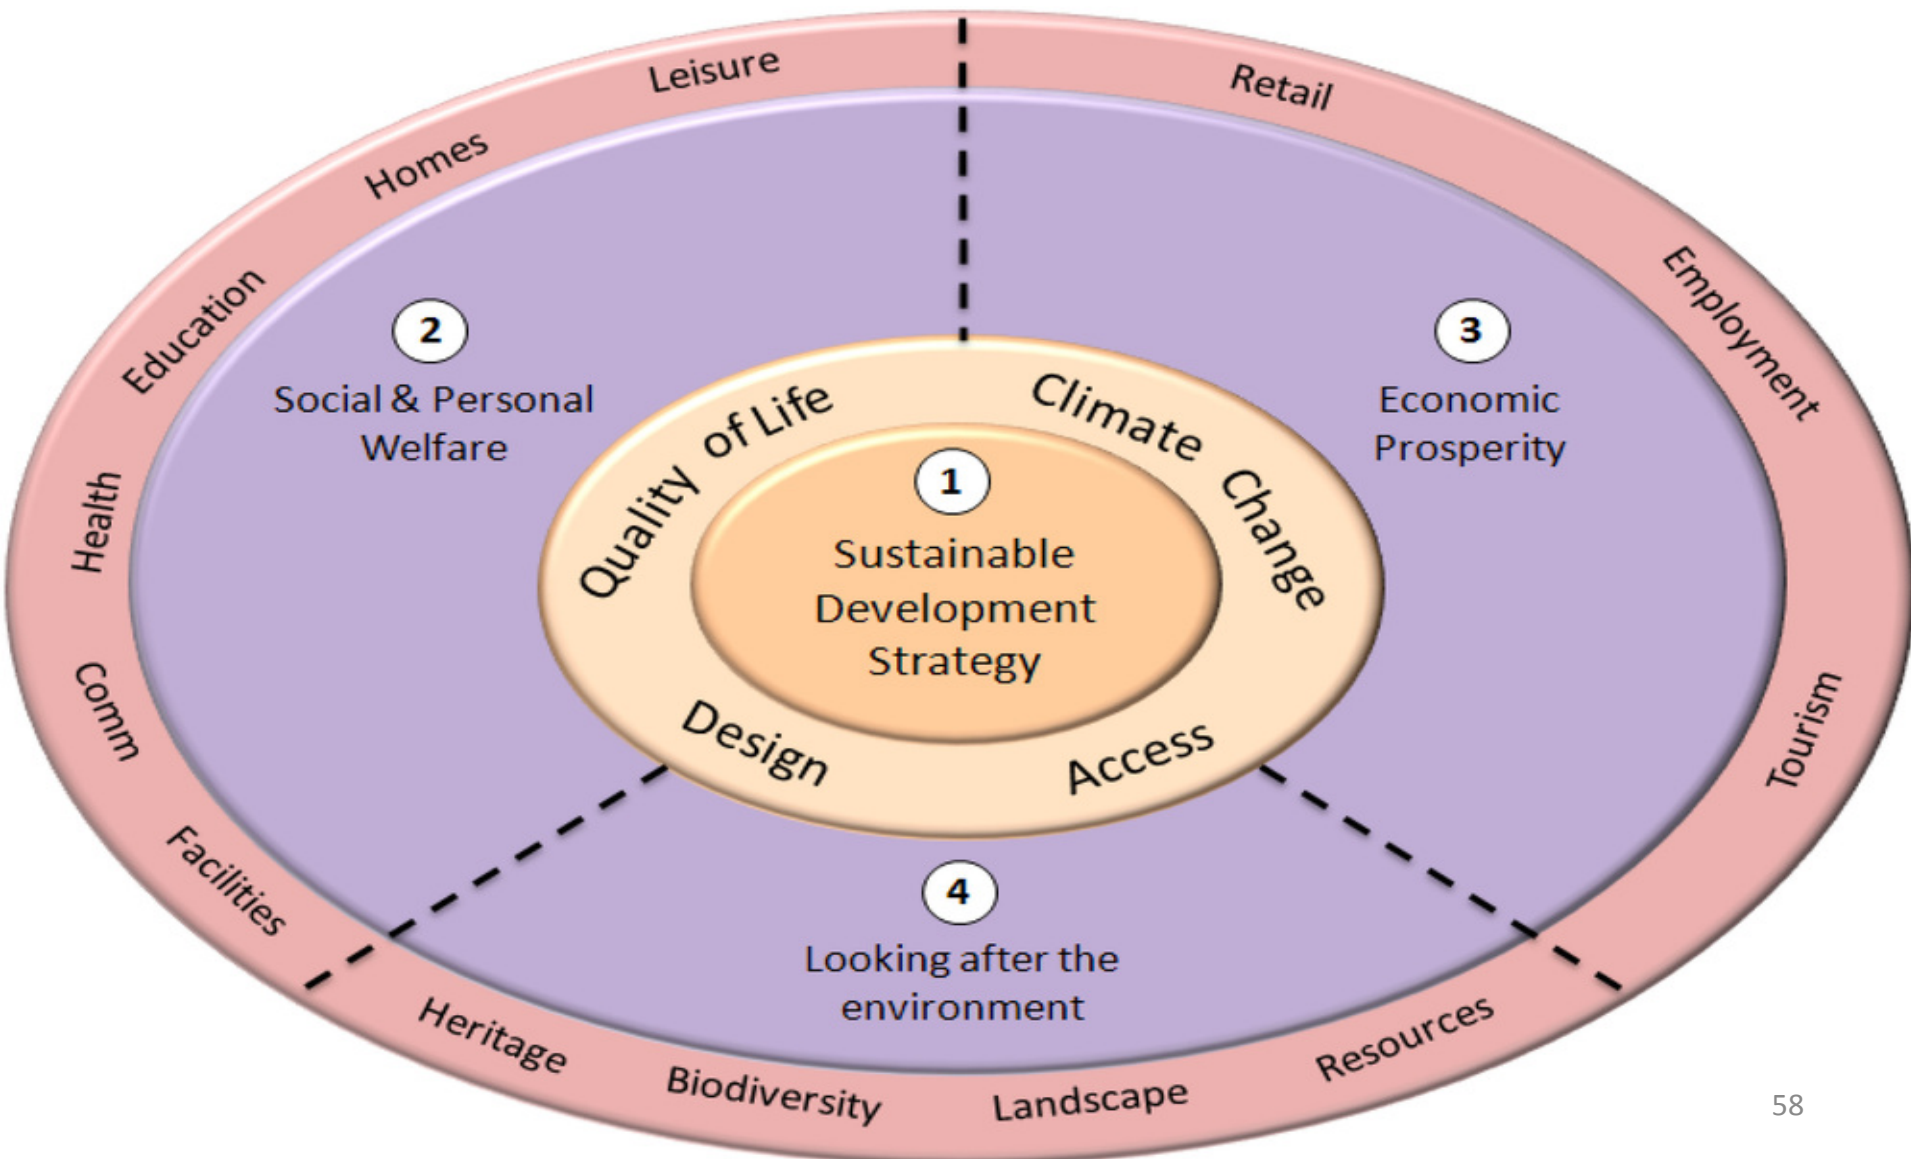 Leisure
Retail
Homes
Employment
Education
Health
Comm
Facilities
Tourism
2
Social & Personal
Welfare
3
Economic
Prosperity
Quality of Life
Climate Change
1
Sustainable
Development
Strategy
Design
Access
4
Looking after the
environment
Heritage
Biodiversity
Landscape
Resources
58